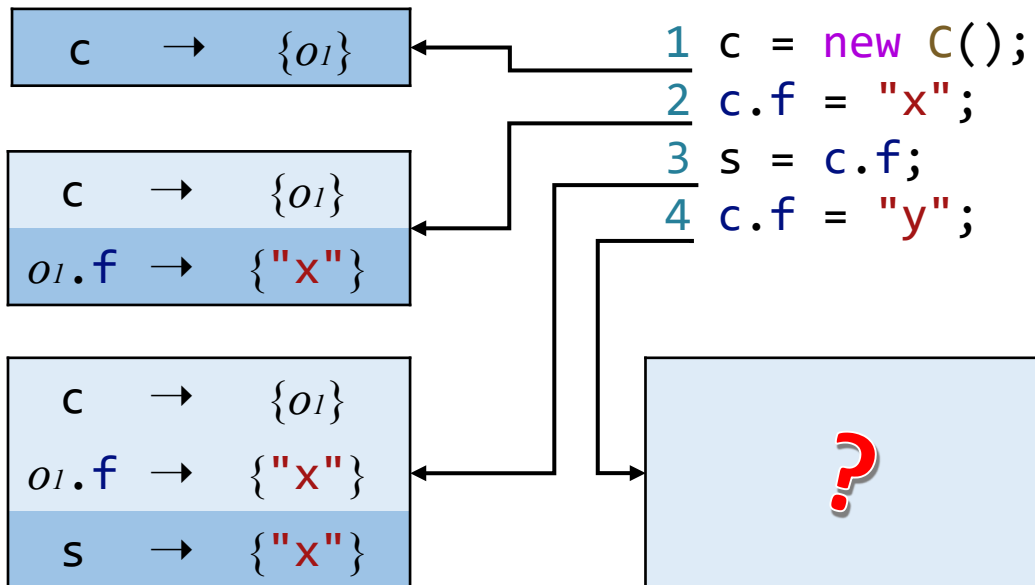 c → {o1}
1 c = new C();
2 c.f = "x";
3 s = c.f;
4 c.f = "y";
c → {o1}
o1.f → {"x"}
c → {o1}
o1.f → {"x"}
s → {"x"}
?